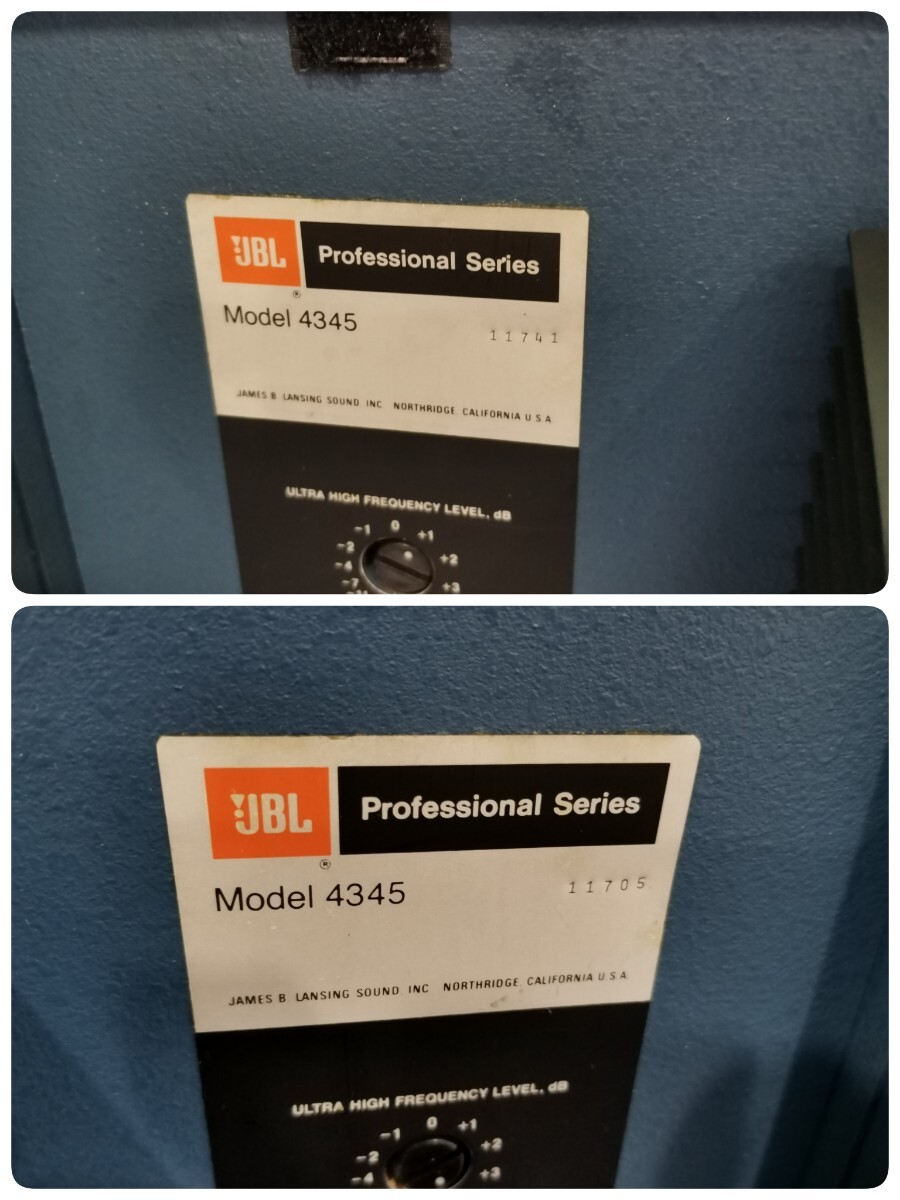 JBL Professional Series
®
Model 4345 11741
JAMES B. LANSING SOUND. INC NORTHRIDGE. CALIFORNIA U.S.A.
ULTRA HIGH FREQUENCY LEVEL, dB
0
-1 +1
-2 +2
-4
-7 +3
JBL Professional Series
®
Model 4345 11705
JAMES B. LANSING SOUND. INC NORTHRIDGE. CALIFORNIA U.S.A.
ULTRA HIGH FREQUENCY LEVEL, dB
0
-1 +1
-2 +2
-4 +3